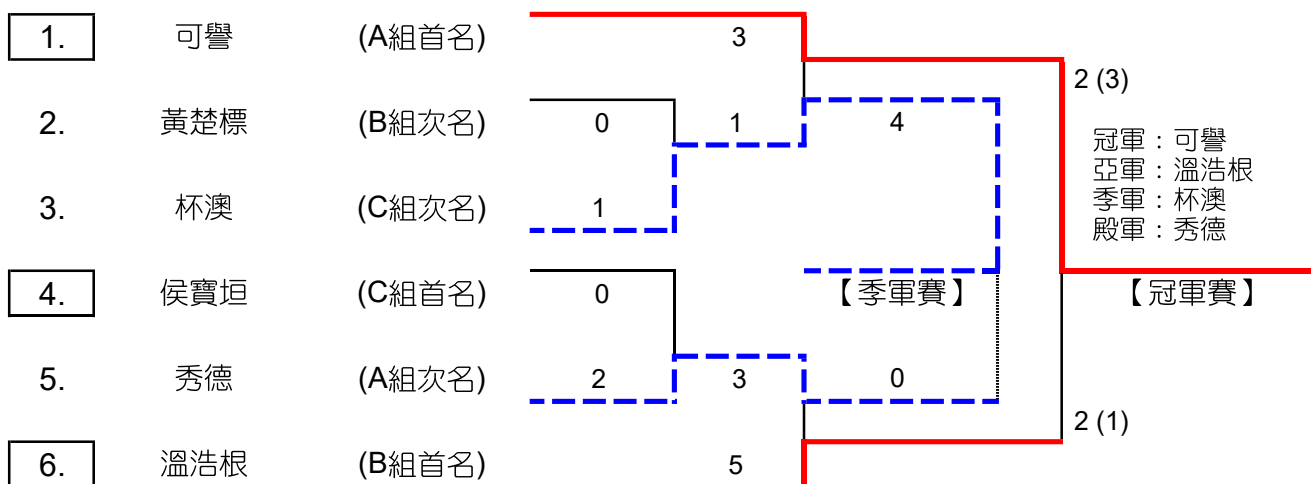 1. 可譽 (A組首名) 3
2 (3)
2. 黃楚標 (B組次名) 0 1 4
冠軍：可譽
亞軍：溫浩根
季軍：杯澳
殿軍：秀德
3. 杯澳 (C組次名) 1
4. 侯寶垣 (C組首名) 0 【季軍賽】 【冠軍賽】
5. 秀德 (A組次名) 2 3 0
2 (1)
6. 溫浩根 (B組首名) 5